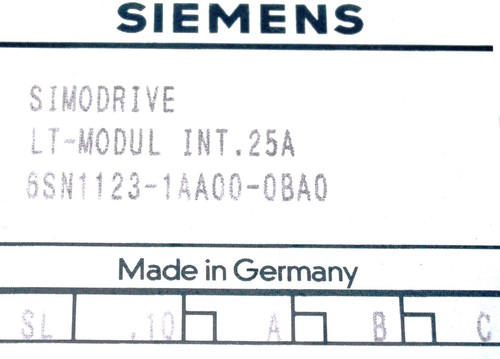 SIEMENS
SIMODRIVE
LT-MODUL INT.25A
6SN1123-1AA00-0BA0
Made in Germany
SL .10 A B C